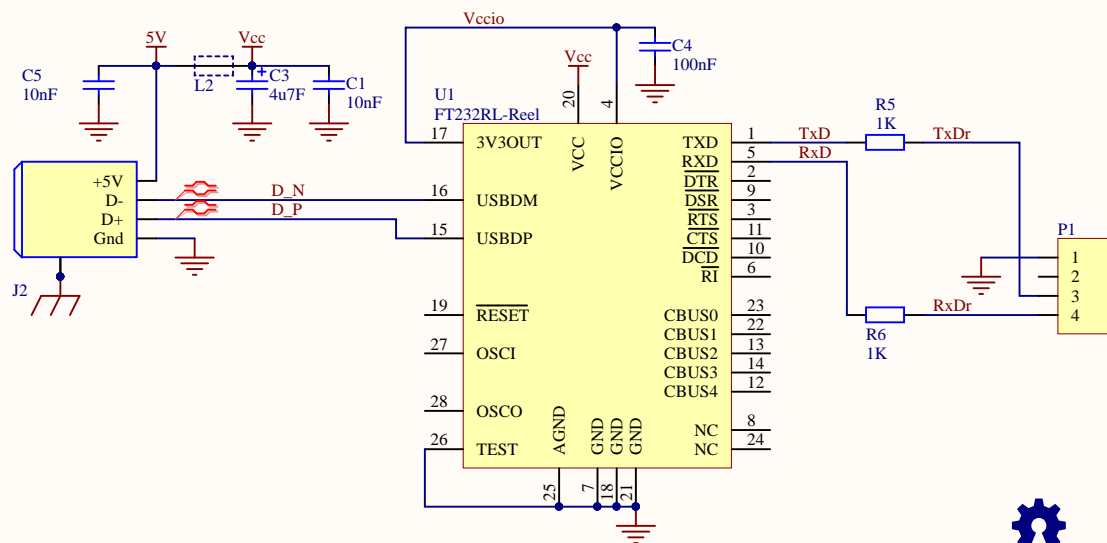 Vccio
5V
Vcc
C5
10nF
L2
C3
4u7F
C1
10nF
Vcc
C4
100nF
U1
FT232RL-Reel
20
4
17
3V3OUT
VCC
VCCIO
TXD
1
TxD
R5
1K
TxDr
RXD
5
RxD
DTR
2
+5V
D-
D_N
16
USBDM
DSR
9
D+
D_P
RTS
3
Gnd
15
USBDP
CTS
11
DCD
10
RI
6
P1
1
2
3
4
J2
19
RESET
CBUS0
23
RxDr
R6
1K
CBUS1
22
27
OSCI
CBUS2
13
CBUS3
14
CBUS4
12
28
OSCO
26
TEST
AGND
GND
GND
GND
NC
8
NC
24
25
7
18
21